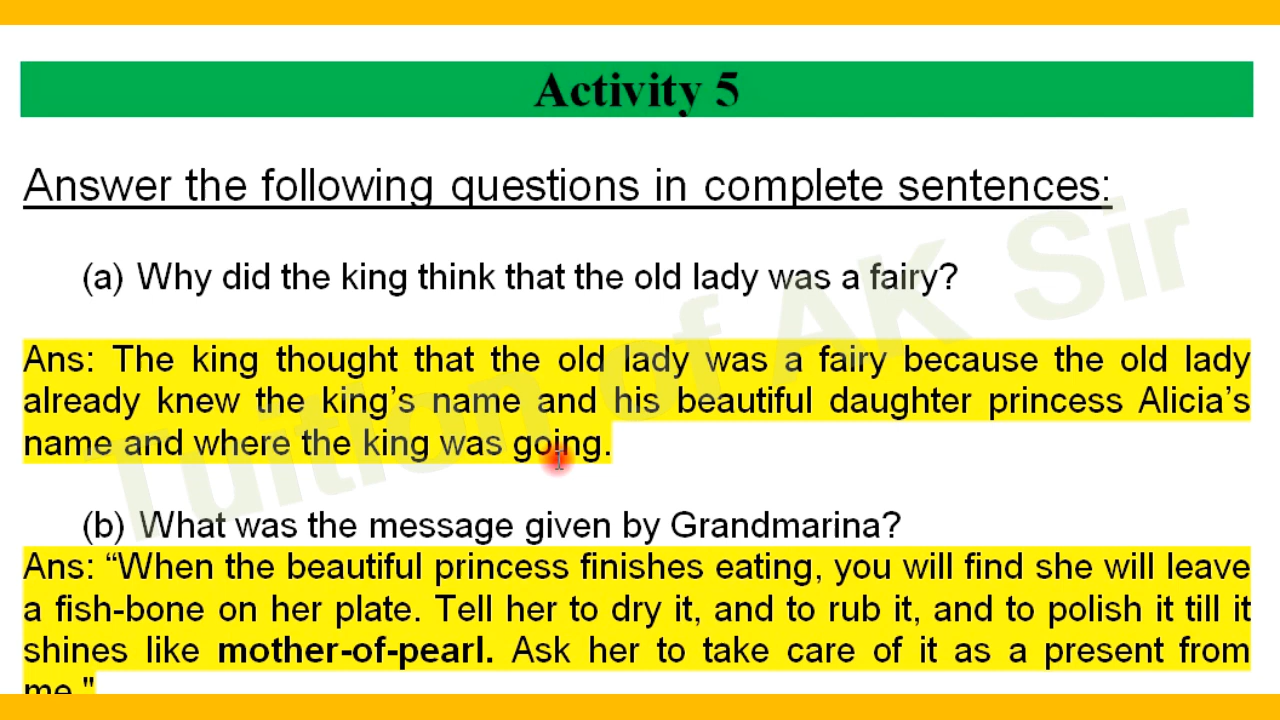 Activity 5
Answer the following questions in complete sentences:
(a) Why did the king think that the old lady was a fairy?
Ans: The king thought that the old lady was a fairy because the old lady
already knew the king’s name and his beautiful daughter princess Alicia’s
name and where the king was going.
(b) What was the message given by Grandmarina?
Ans: “When the beautiful princess finishes eating, you will find she will leave
a fish-bone on her plate. Tell her to dry it, and to rub it, and to polish it till it
shines like mother-of-pearl. Ask her to take care of it as a present from
me."
Tuition of AK Sir